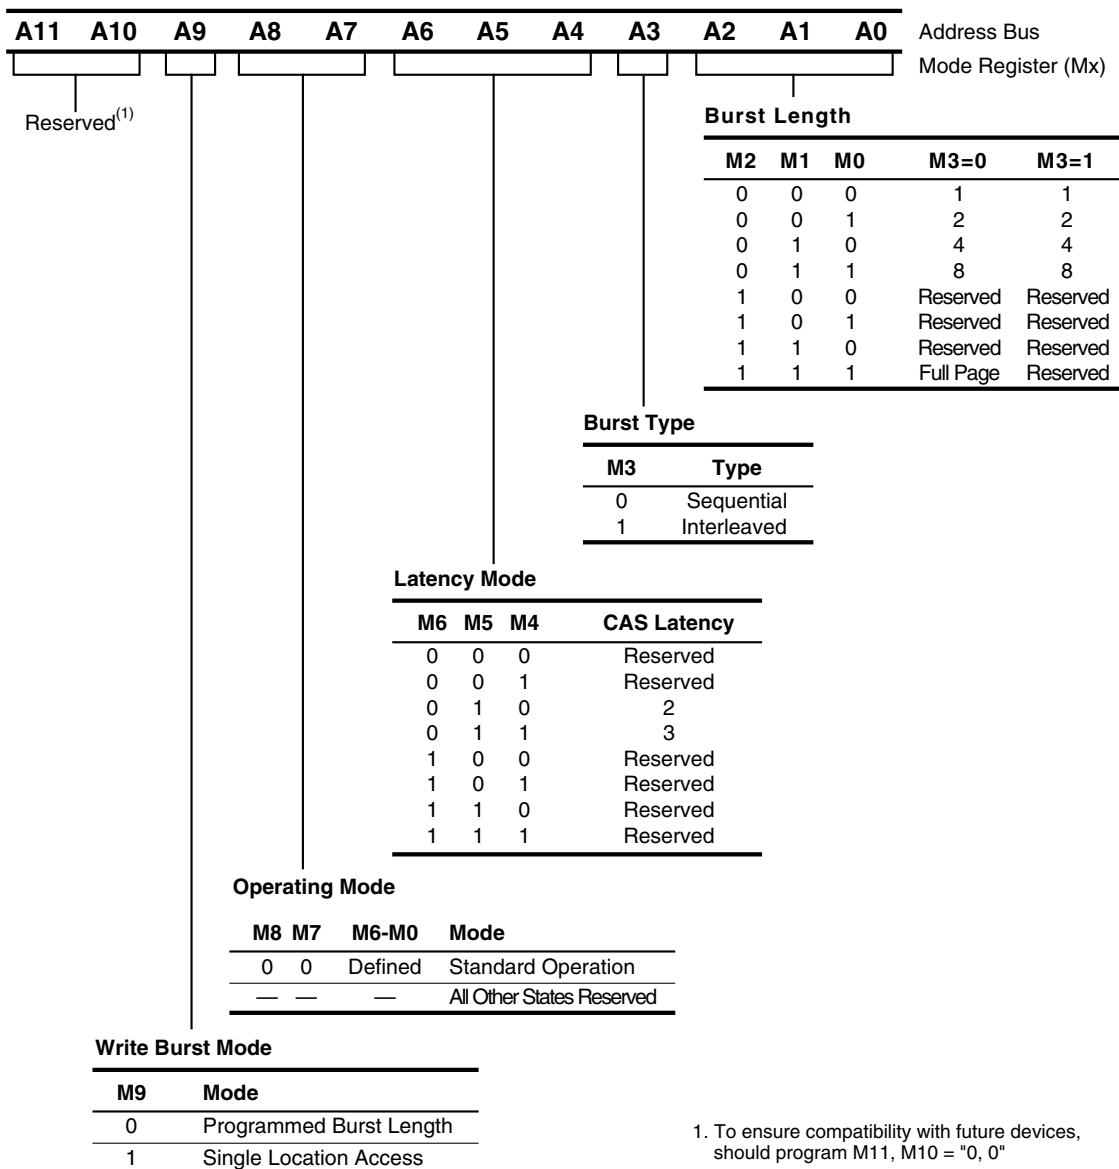 A11 A10 A9 A8 A7 A6 A5 A4 A3 A2 A1 A0 Address Bus
Mode Register (Mx)
Reserved(1)
Burst Length
M2 M1 M0 M3=0 M3=1
0 0 0 1 1
0 0 1 2 2
0 1 0 4 4
0 1 1 8 8
1 0 0 Reserved Reserved
1 0 1 Reserved Reserved
1 1 0 Reserved Reserved
1 1 1 Full Page Reserved
Burst Type
M3 Type
0 Sequential
1 Interleaved
Latency Mode
M6 M5 M4 CAS Latency
0 0 0 Reserved
0 0 1 Reserved
0 1 0 2
0 1 1 3
1 0 0 Reserved
1 0 1 Reserved
1 1 0 Reserved
1 1 1 Reserved
Operating Mode
M8 M7 M6-M0 Mode
0 0 Defined Standard Operation
— — — All Other States Reserved
Write Burst Mode
M9 Mode
0 Programmed Burst Length
1 Single Location Access
1. To ensure compatibility with future devices,
should program M11, M10 = "0, 0"